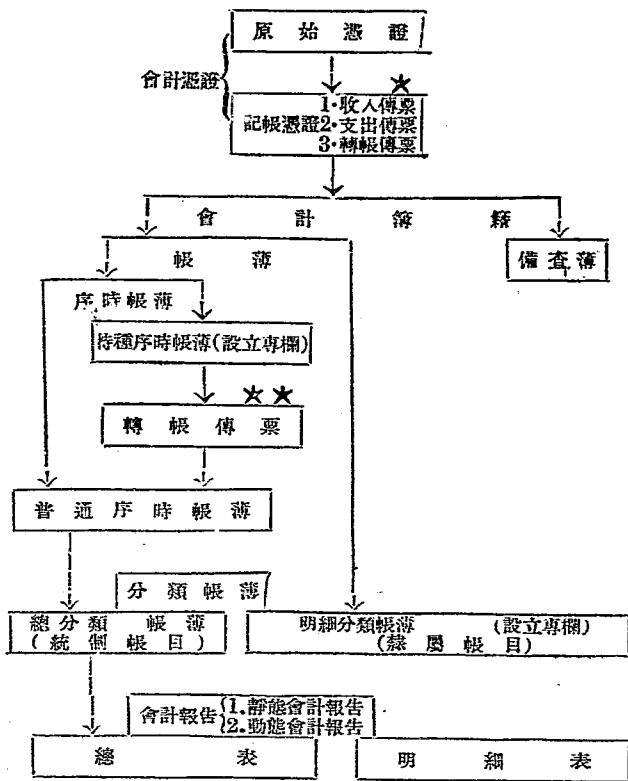 原始憑證
會計憑證
1·收入傳票
記帳憑證2·支出傳票
3·轉帳傳票
會計簿籍
帳簿
備查簿
序時帳簿
特種序時帳簿(設立專欄)
轉帳傳票
普通序時帳簿
分類帳簿
總分類帳簿
(統制帳目)
明細分類帳簿 (設立專欄)
(隸屬帳目)
會計報告
1.靜態會計報告
2.動態會計報告
總表
明細表